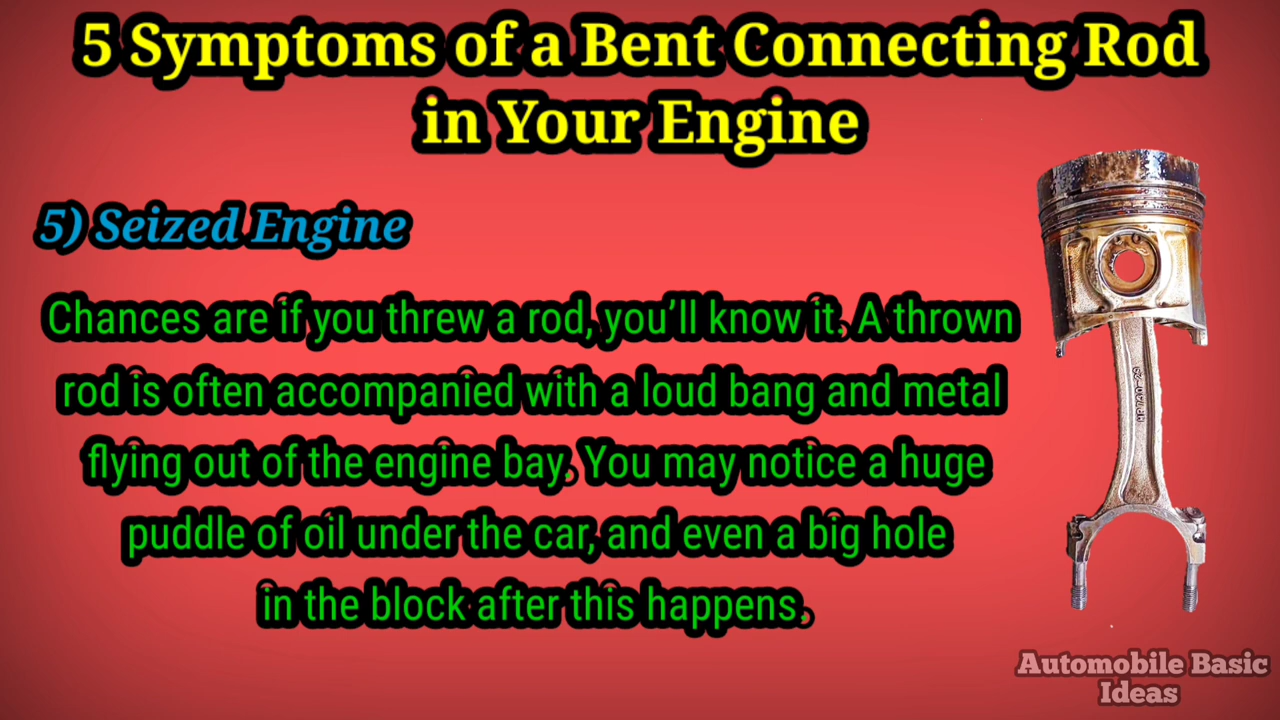 5 Symptoms of a Bent Connecting Rod
in Your Engine
5) Seized Engine
Chances are if you threw a rod, you’ll know it. A thrown
rod is often accompanied with a loud bang and metal
flying out of the engine bay. You may notice a huge
puddle of oil under the car, and even a big hole
in the block after this happens.
Automobile Basic
Ideas